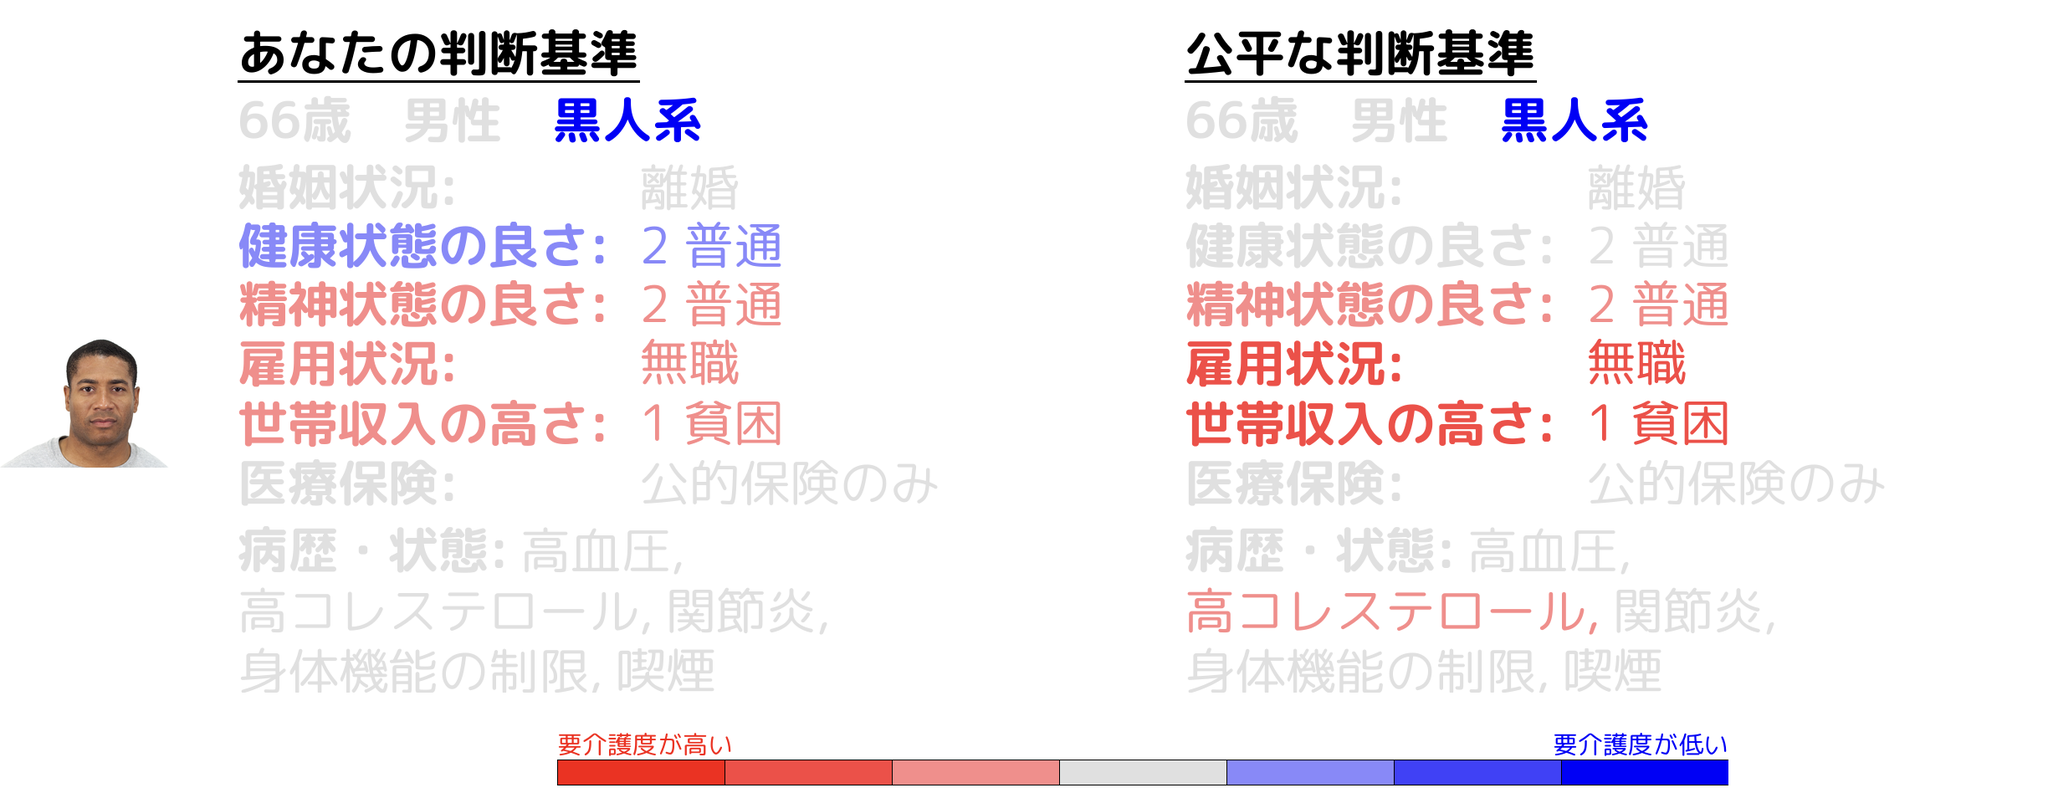 あなたの判断基準
66歳 男性 黒人系
婚姻状況: 離婚
健康状態の良さ: 2 普通
精神状態の良さ: 2 普通
雇用状況: 無職
世帯収入の高さ: 1 貧困
医療保険: 公的保険のみ
病歴・状態: 高血圧,
高コレステロール, 関節炎,
身体機能の制限, 喫煙
公平な判断基準
66歳 男性 黒人系
婚姻状況: 離婚
健康状態の良さ: 2 普通
精神状態の良さ: 2 普通
雇用状況: 無職
世帯収入の高さ: 1 貧困
医療保険: 公的保険のみ
病歴・状態: 高血圧,
高コレステロール, 関節炎,
身体機能の制限, 喫煙
要介護度が高い
要介護度が低い